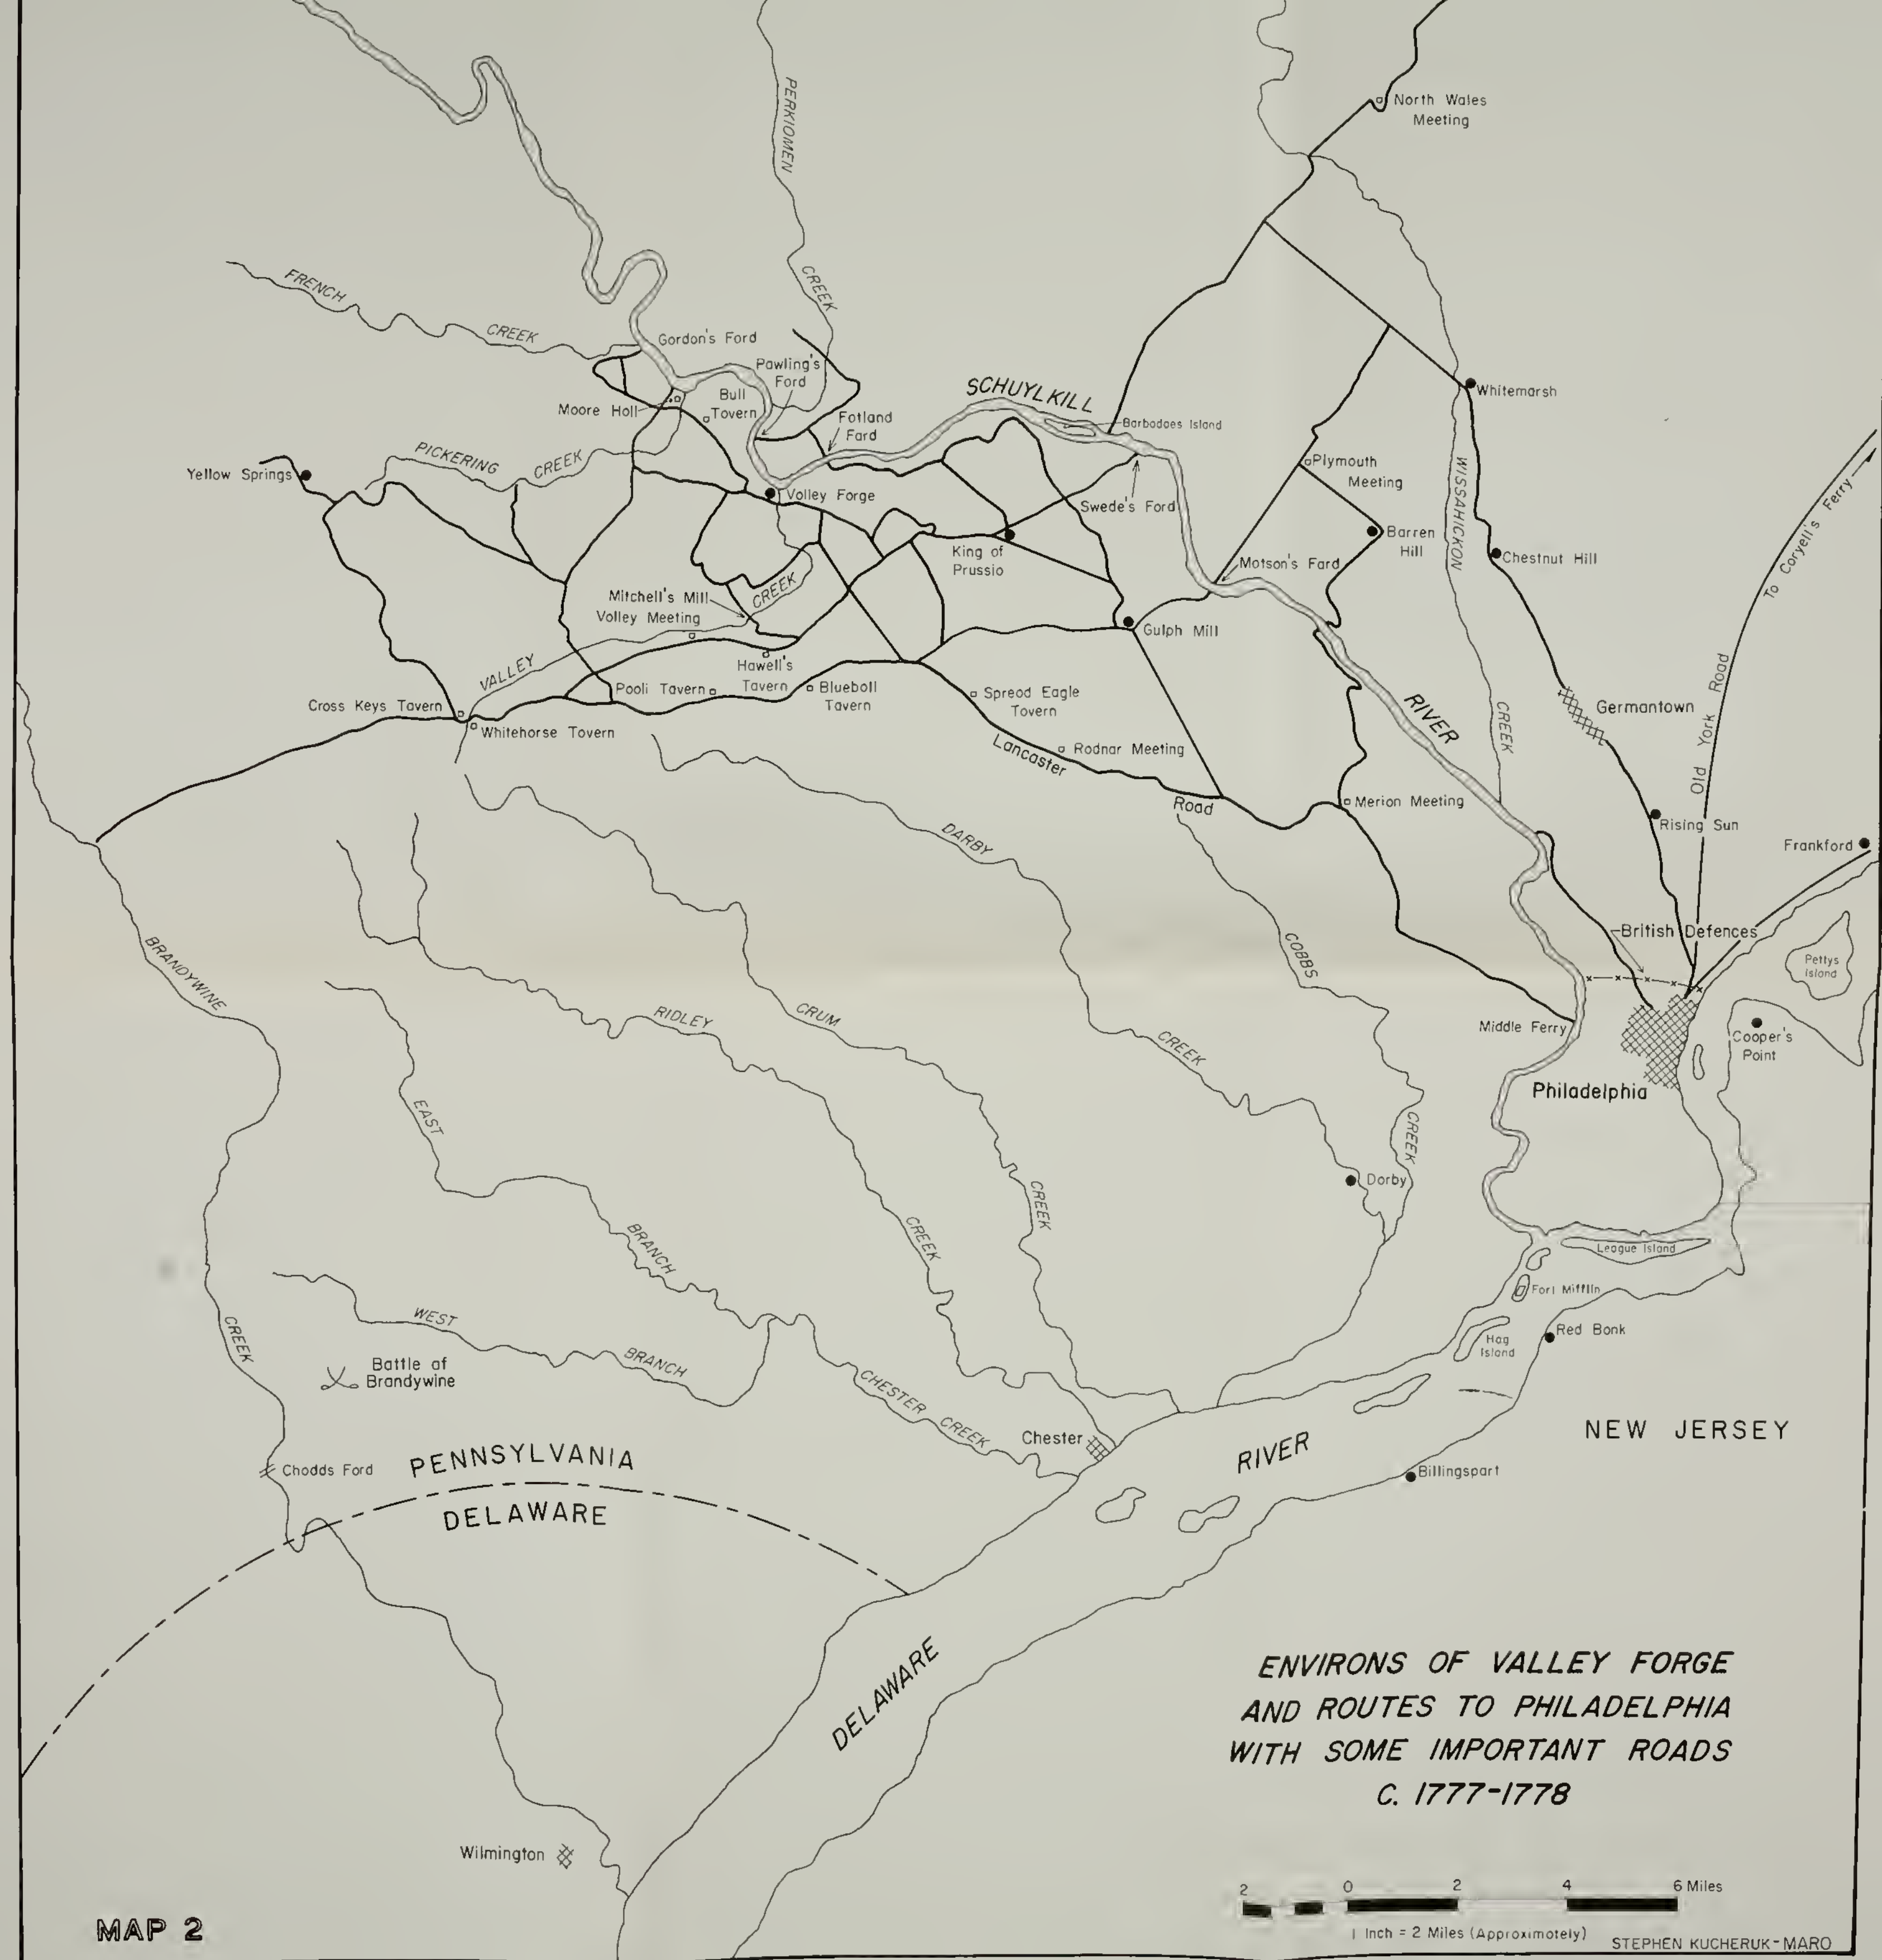 North Wales
Meeting
PERKIOMEN
CREEK
FRENCH
CREEK
Gordon's Ford
Pawling's
Ford
Bull
Tavern
Moore Hall
Fatland
Ford
SCHUYLKILL
Barbadoes Island
Whitemarsh
PICKERING
CREEK
Yellow Springs
Valley Forge
Plymouth
Meeting
Swede's Ford
WISSAHICKON
Barren
Hill
King of
Prussia
Matson's Ford
Chestnut Hill
To Coryell's Ferry
Mitchell's Mill
Valley Meeting
CREEK
Gulph Mill
VALLEY
Howell's
Tavern
Paoli Tavern
Blueball
Tavern
Spread Eagle
Tavern
Cross Keys Tavern
Whitehorse Tavern
Lancaster
Road
Radnor Meeting
RIVER
CREEK
Germantown
Old York Road
Merion Meeting
Rising Sun
Frankford
DARBY
CREEK
COBBS
CREEK
British Defences
Pettys
Island
BRANDYWINE
CREEK
RIDLEY
CREEK
CRUM
CREEK
Middle Ferry
Cooper's
Point
Philadelphia
EAST
BRANCH
Darby
League Island
Fort Mifflin
Hog
Island
Red Bank
WEST
BRANCH
Battle of
Brandywine
CHESTER CREEK
Chester
NEW JERSEY
RIVER
Billingsport
Chadds Ford
PENNSYLVANIA
DELAWARE
DELAWARE
ENVIRONS OF VALLEY FORGE
AND ROUTES TO PHILADELPHIA
WITH SOME IMPORTANT ROADS
C. 1777-1778
Wilmington
2 0 2 4 6 Miles
1 Inch = 2 Miles (Approximately)
STEPHEN KUCHERUK-MARO
MAP 2